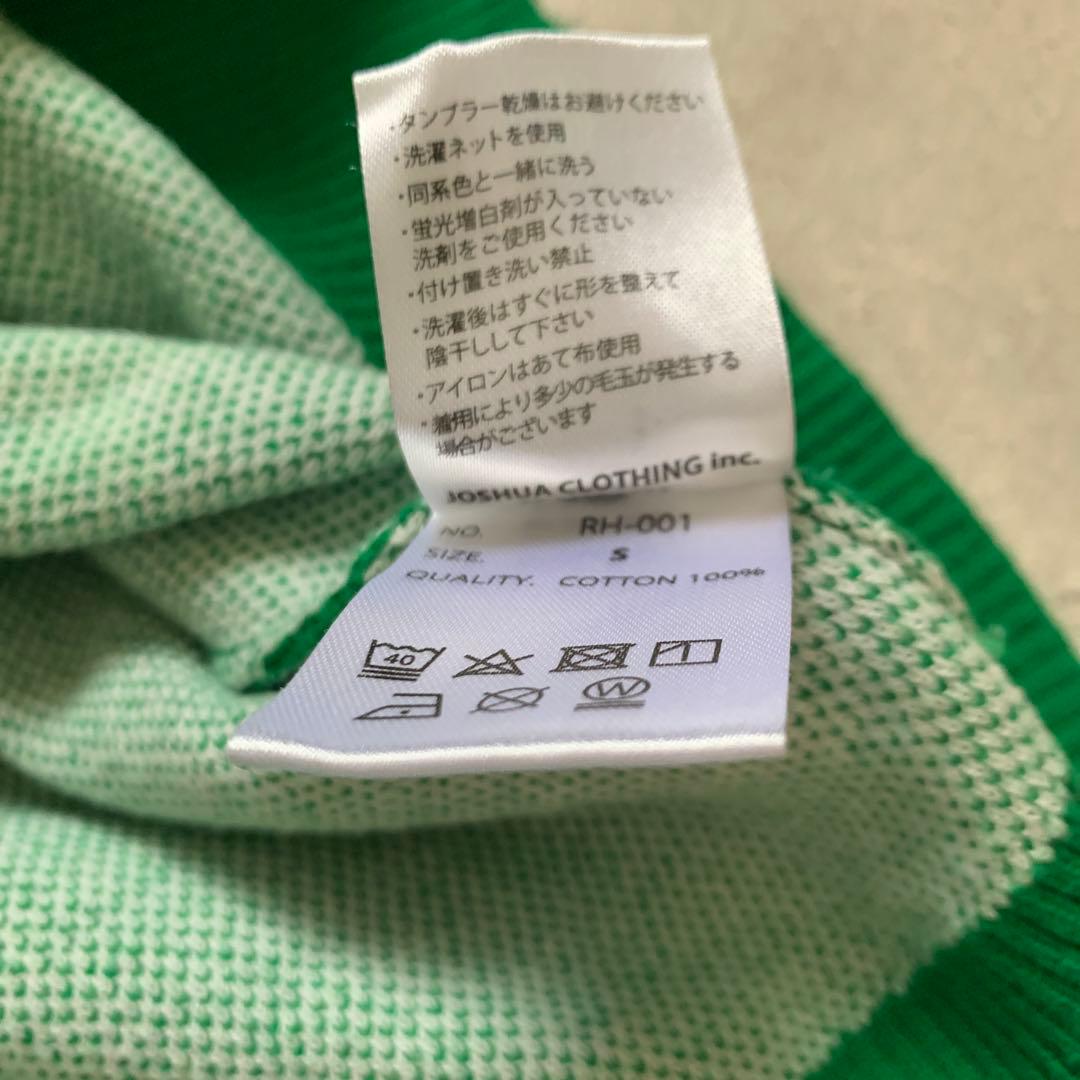 ・タンブラー乾燥はお避けください
・洗濯ネットを使用
・同系色と一緒に洗う
・蛍光増白剤が入っていない
洗剤をご使用ください
・付け置き洗い禁止
・洗濯後はすぐに形を整えて
陰干しして下さい
・アイロンはあて布使用
・着用により多少の毛玉が発生する
場合がございます
JOSHUA CLOTHING inc.
NO. RH-001
SIZE. S
QUALITY. COTTON 100%
40
W